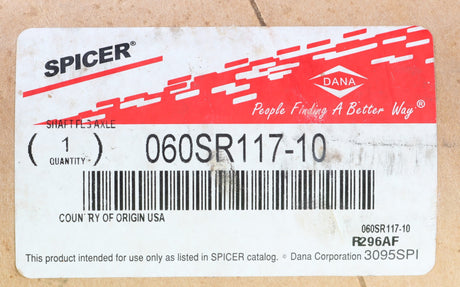 SPICER®
DANA
People Finding A Better Way®
SHAFT FLG AXLE
( 1 ) 060SR117-10
QUANTITY
COUNTRY OF ORIGIN USA
060SR117-10
R296AF
This product intended for use only as listed in SPICER catalog. © Dana Corporation 3095SPI